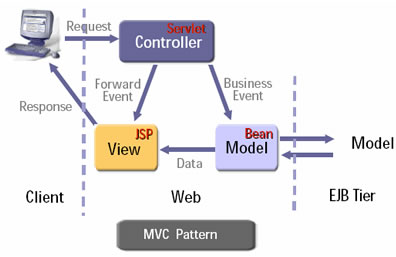 Request
Servlet
Controller
Forward
Event
Business
Event
Response
JSP
View
Bean
Model
Data
Model
Client
Web
EJB Tier
MVC Pattern